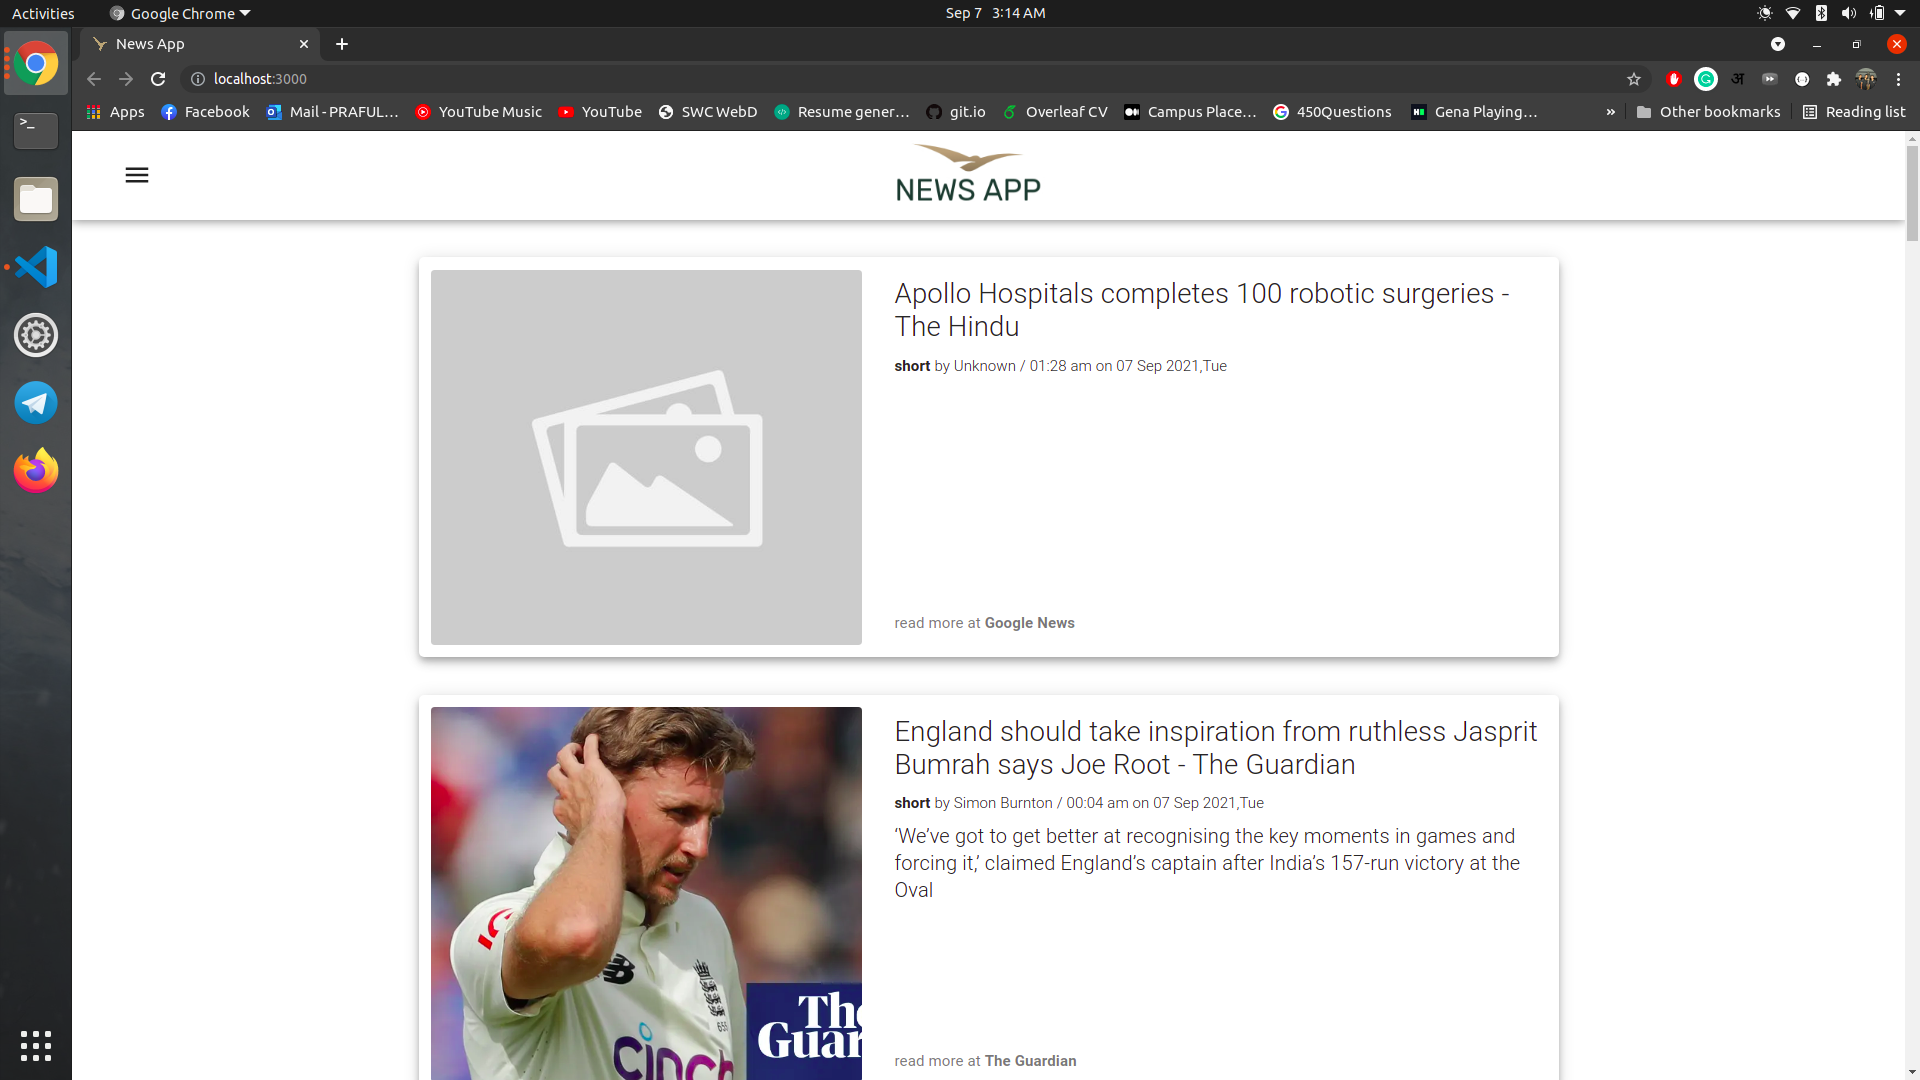 Activities
Google Chrome
Sep 7 3:14 AM
News App
localhost:3000
Apps
Facebook
Mail - PRAFUL...
YouTube Music
YouTube
SWC WebD
Resume gener...
git.io
Overleaf CV
Campus Place...
450Questions
Gena Playing...
»
Other bookmarks
Reading list
NEWS APP
Apollo Hospitals completes 100 robotic surgeries -
The Hindu
short by Unknown / 01:28 am on 07 Sep 2021,Tue
read more at Google News
England should take inspiration from ruthless Jasprit
Bumrah says Joe Root - The Guardian
short by Simon Burnton / 00:04 am on 07 Sep 2021,Tue
‘We’ve got to get better at recognising the key moments in games and
forcing it,’ claimed England’s captain after India’s 157-run victory at the
Oval
cinch
The
Guar
read more at The Guardian